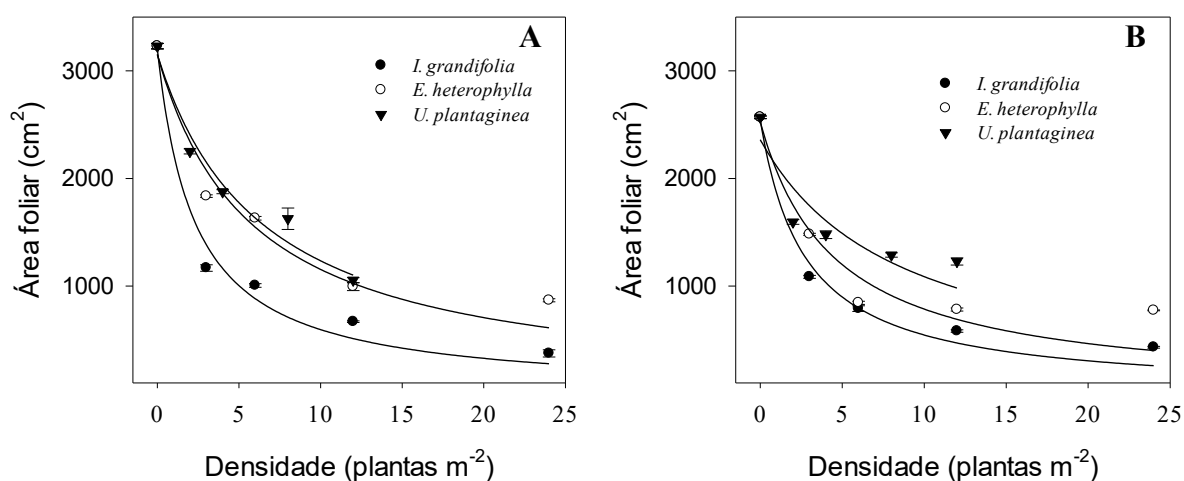 A
I. grandifolia
E. heterophylla
U. plantaginea
3000
2000
1000
Área foliar (cm²)
0 5 10 15 20 25
Densidade (plantas m⁻²)
B
I. grandifolia
E. heterophylla
U. plantaginea
3000
2000
1000
Área foliar (cm²)
0 5 10 15 20 25
Densidade (plantas m⁻²)